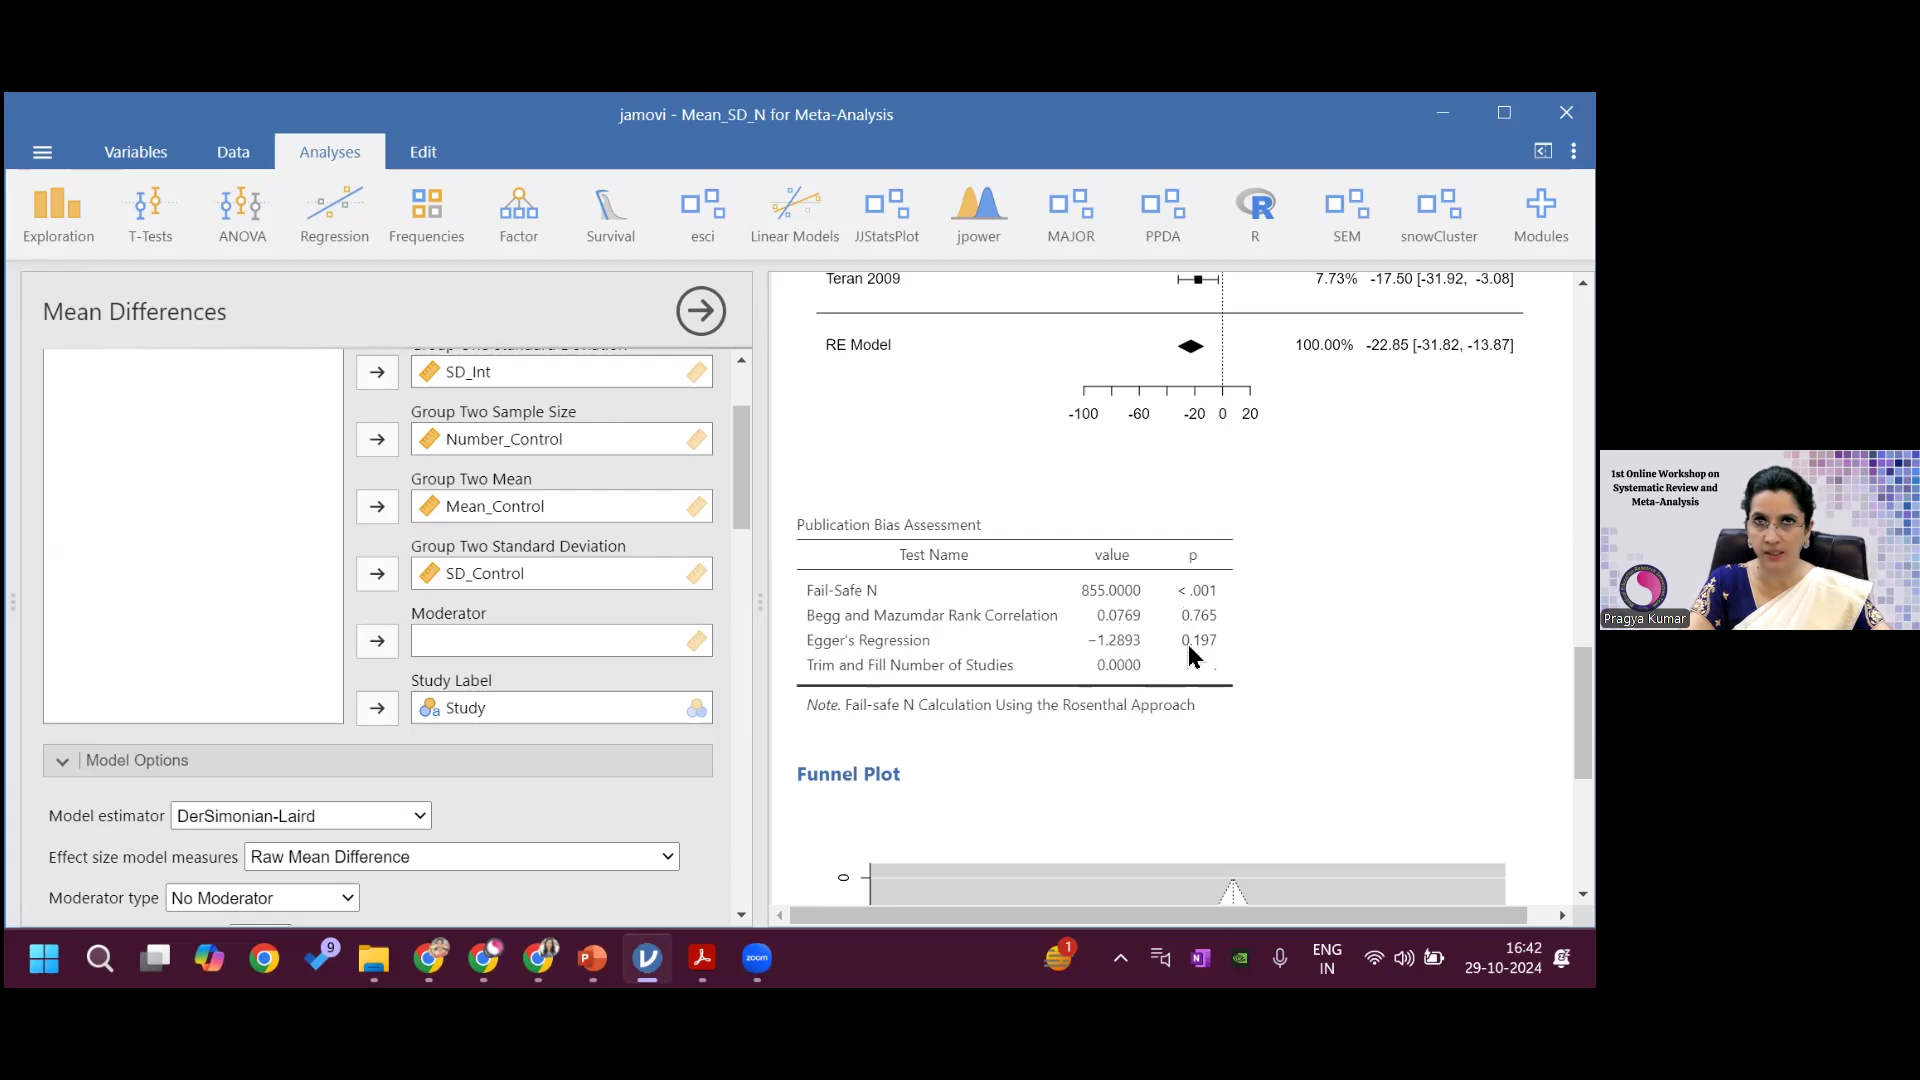 jamovi - Mean_SD_N for Meta-Analysis
Variables
Data
Analyses
Edit
Exploration
T-Tests
ANOVA
Regression
Frequencies
Factor
Survival
esci
Linear Models
JJStatsPlot
jpower
MAJOR
PPDA
R
SEM
snowCluster
Modules
Mean Differences
SD_Int
Group Two Sample Size
Number_Control
Group Two Mean
Mean_Control
Group Two Standard Deviation
SD_Control
Moderator
Study Label
a Study
Model Options
Model estimator DerSimonian-Laird
Effect size model measures Raw Mean Difference
Moderator type No Moderator
Teran 2009 7.73% -17.50 [-31.92, -3.08]
RE Model 100.00% -22.85 [-31.82, -13.87]
-100 -60 -20 0 20
Publication Bias Assessment
Test Name value p
Fail-Safe N 855.0000 < .001
Begg and Mazumdar Rank Correlation 0.0769 0.765
Egger's Regression −1.2893 0.197
Trim and Fill Number of Studies 0.0000 .
Note. Fail-safe N Calculation Using the Rosenthal Approach
Funnel Plot
0
1st Online Workshop on
Systematic Review and
Meta-Analysis
Pragya Kumar
9
zoom
1
ENG
IN
16:42
29-10-2024